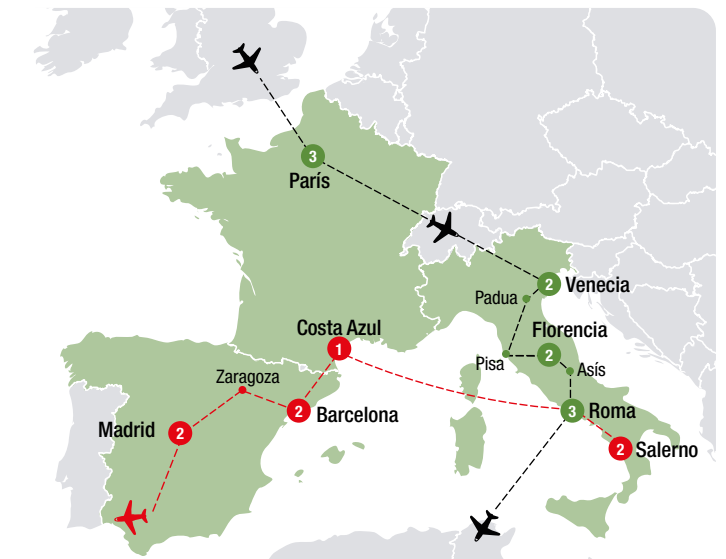 3
París
2
Venecia
Padua
Costa Azul
1
Florencia
2
Pisa
Asís
Zaragoza
2
Barcelona
3
Roma
Madrid
2
2
Salerno